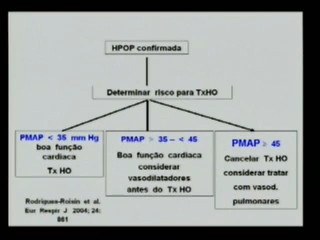 HPOP confirmada
Determinar risco para TxHO
PMAP < 35 mm Hg
boa função
cardíaca
Tx HO
PMAP > 35 – < 45
Boa função cardíaca
considerar
vasodilatadores
antes do Tx HO
PMAP ≥ 45
Cancelar Tx HO
considerar tratar
com vasod.
pulmonares
Rodriguez-Roisin et al.
Eur Respir J 2004; 24:
861